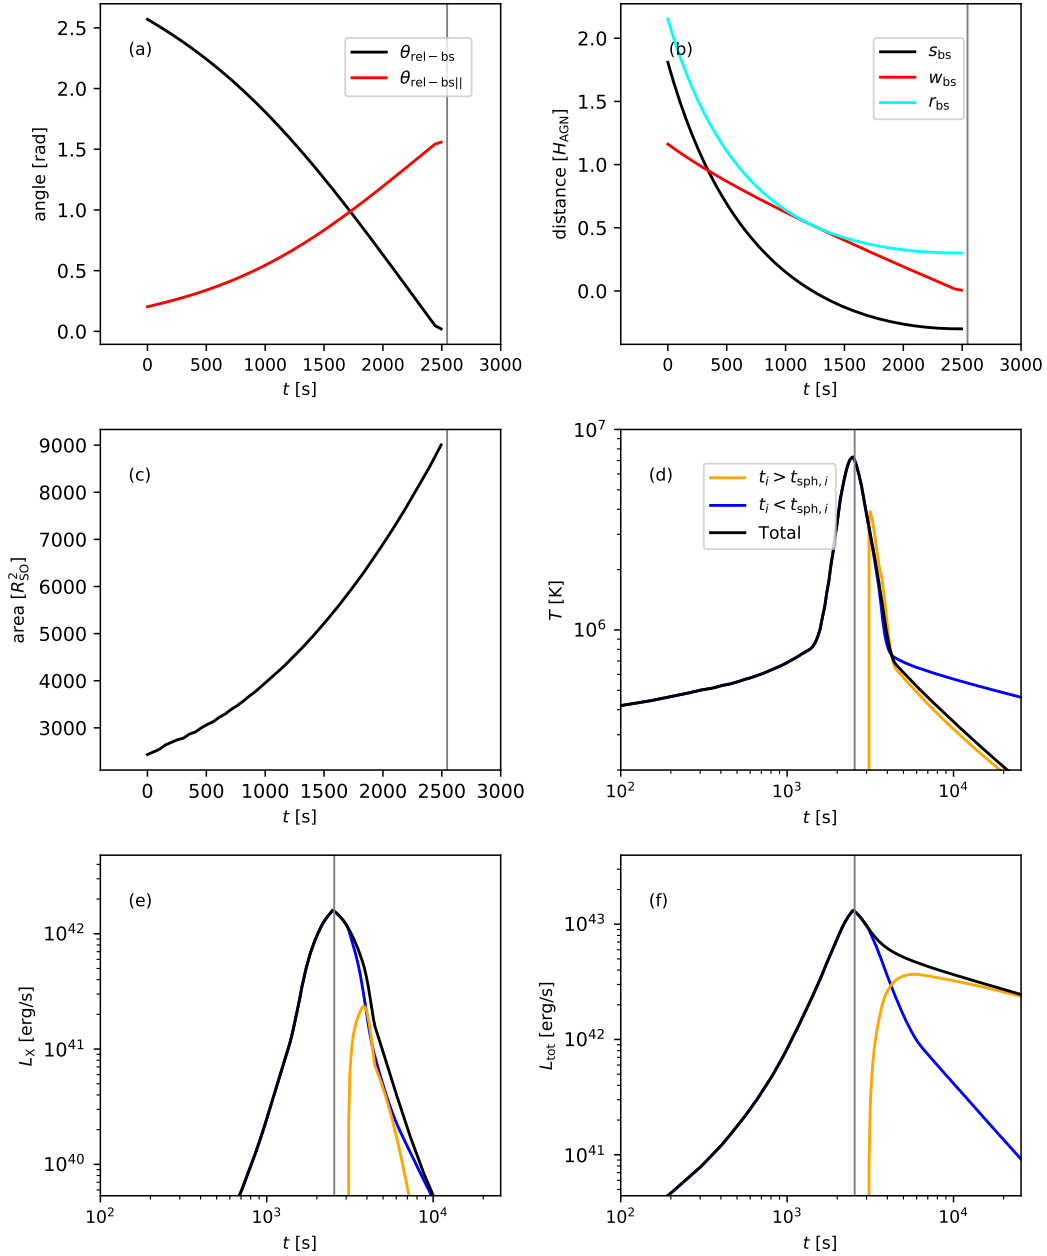 (a)
θrel−bs
θrel−bs||
angle [rad]
2.5
2.0
1.5
1.0
0.5
0.0
0 500 1000 1500 2000 2500 3000
t [s]
(b)
sbs
wbs
rbs
distance [HAGN]
2.0
1.5
1.0
0.5
0.0
0 500 1000 1500 2000 2500 3000
t [s]
(c)
area [R²SO]
9000
8000
7000
6000
5000
4000
3000
0 500 1000 1500 2000 2500 3000
t [s]
(d)
ti > tsph, i
ti < tsph, i
Total
T [K]
10⁷
10⁶
10² 10³ 10⁴
t [s]
(e)
LX [erg/s]
10⁴²
10⁴¹
10⁴⁰
10² 10³ 10⁴
t [s]
(f)
Ltot [erg/s]
10⁴³
10⁴²
10⁴¹
10² 10³ 10⁴
t [s]